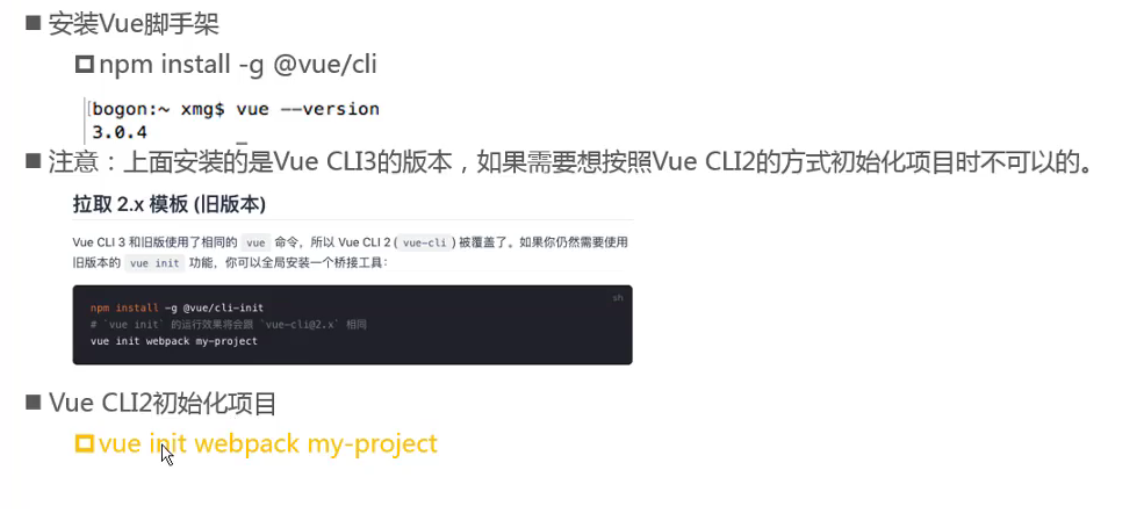 安装Vue脚手架
npm install -g @vue/cli
bogon:~ xmg$ vue --version
3.0.4
注意：上面安装的是Vue CLI3的版本，如果需要想按照Vue CLI2的方式初始化项目时不可以的。
拉取 2.x 模板 (旧版本)
Vue CLI 3 和旧版使用了相同的 vue 命令，所以 Vue CLI 2 ( vue-cli ) 被覆盖了。如果你仍然需要使用
旧版本的 vue init 功能，你可以全局安装一个桥接工具：
sh
npm install -g @vue/cli-init
# `vue init` 的运行效果将会跟 `vue-cli@2.x` 相同
vue init webpack my-project
Vue CLI2初始化项目
vue init webpack my-project